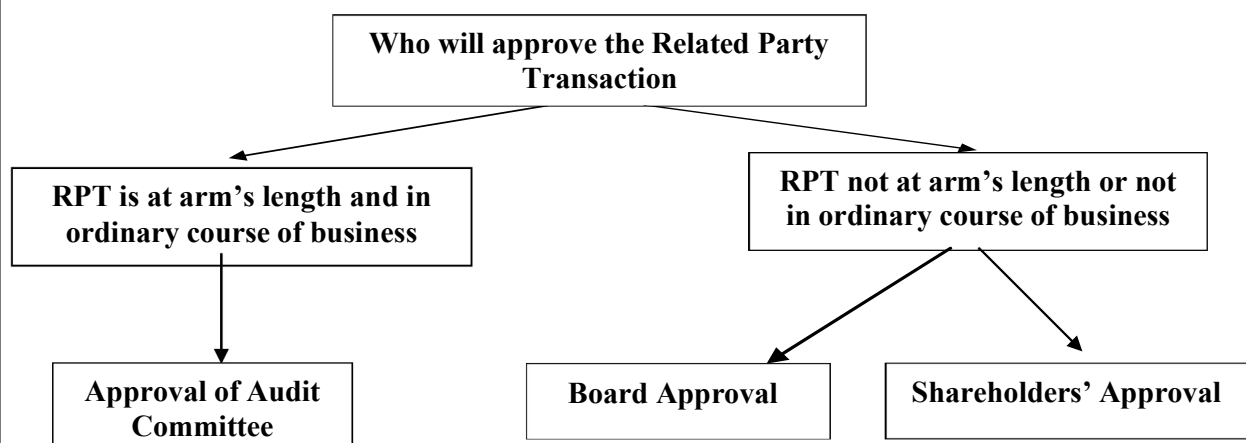 Who will approve the Related Party
Transaction
RPT is at arm’s length and in
ordinary course of business
RPT not at arm’s length or not
in ordinary course of business
Approval of Audit
Committee
Board Approval
Shareholders’ Approval